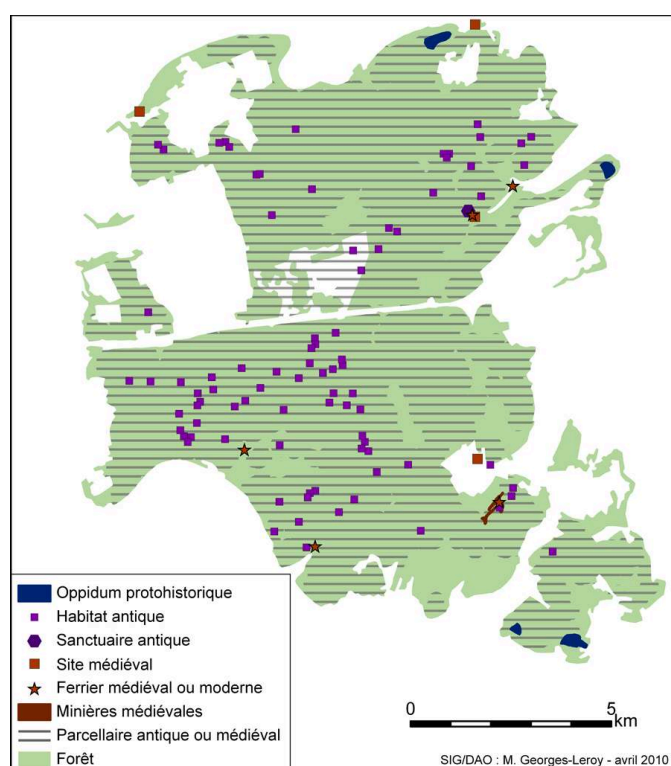 Oppidum protohistorique
Habitat antique
Sanctuaire antique
Site médiéval
Ferrier médiéval ou moderne
Minières médiévales
Parcellaire antique ou médiéval
Forêt
0 5
km
SIG/DAO : M. Georges-Leroy - avril 2010